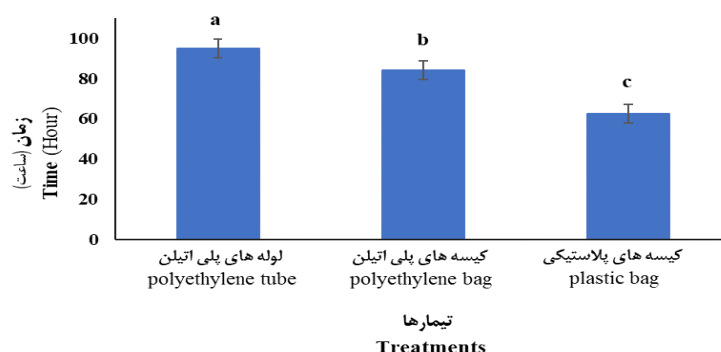 a
b
c
100
80
60
40
20
0
زمان (ساعت)
Time (Hour)
لوله های پلی اتیلن
polyethylene tube
کیسه های پلی اتیلن
polyethylene bag
کیسه های پلاستیکی
plastic bag
تیمارها
Treatments